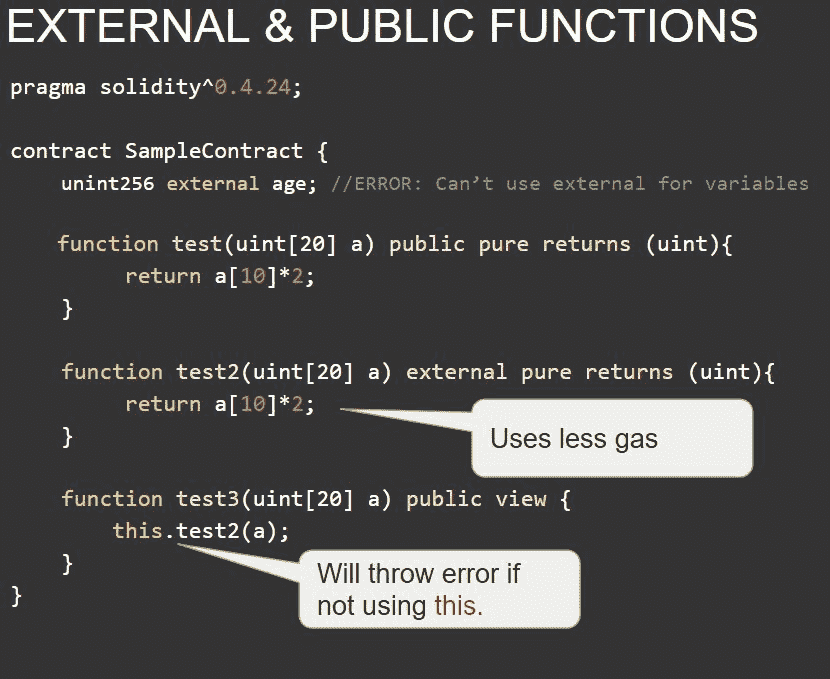 EXTERNAL & PUBLIC FUNCTIONS
pragma solidity^0.4.24;
contract SampleContract {
unint256 external age; //ERROR: Can't use external for variables
function test(uint[20] a) public pure returns (uint){
return a[10]*2;
}
function test2(uint[20] a) external pure returns (uint){
return a[10]*2;
}
Uses less gas
function test3(uint[20] a) public view {
this.test2(a);
}
Will throw error if
not using this.
}